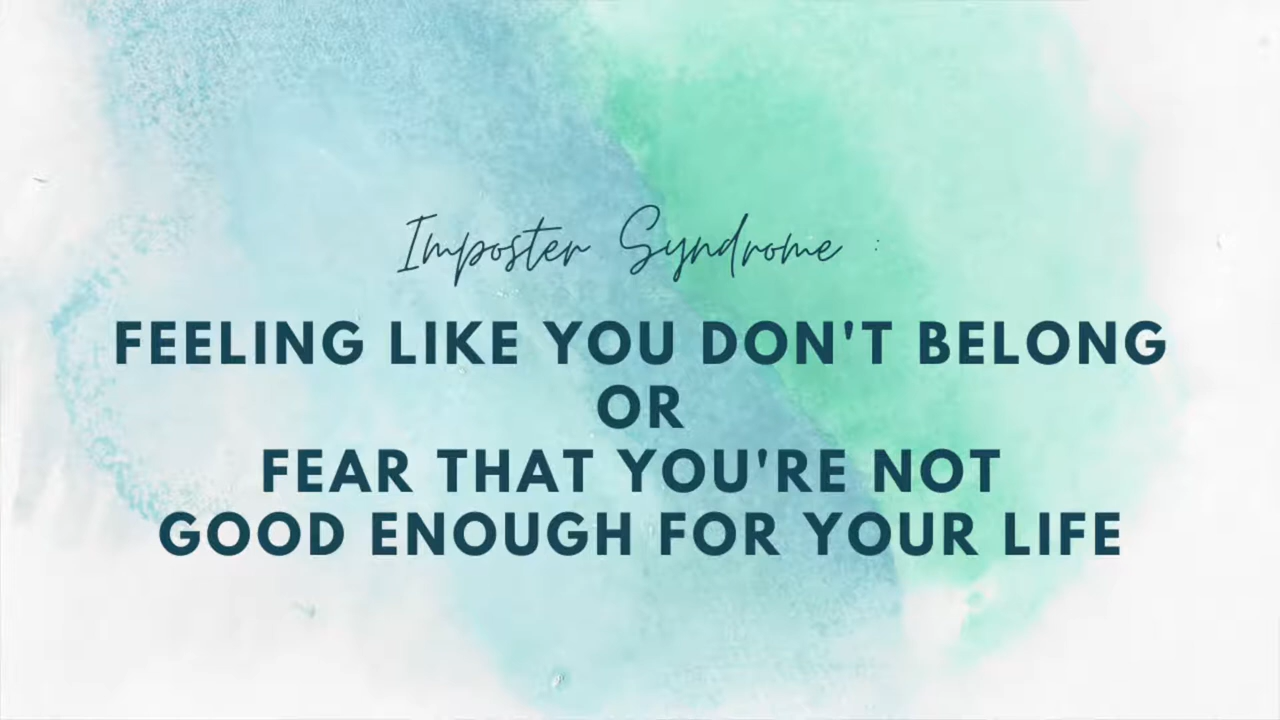 Imposter Syndrome :
FEELING LIKE YOU DON'T BELONG
OR
FEAR THAT YOU'RE NOT
GOOD ENOUGH FOR YOUR LIFE